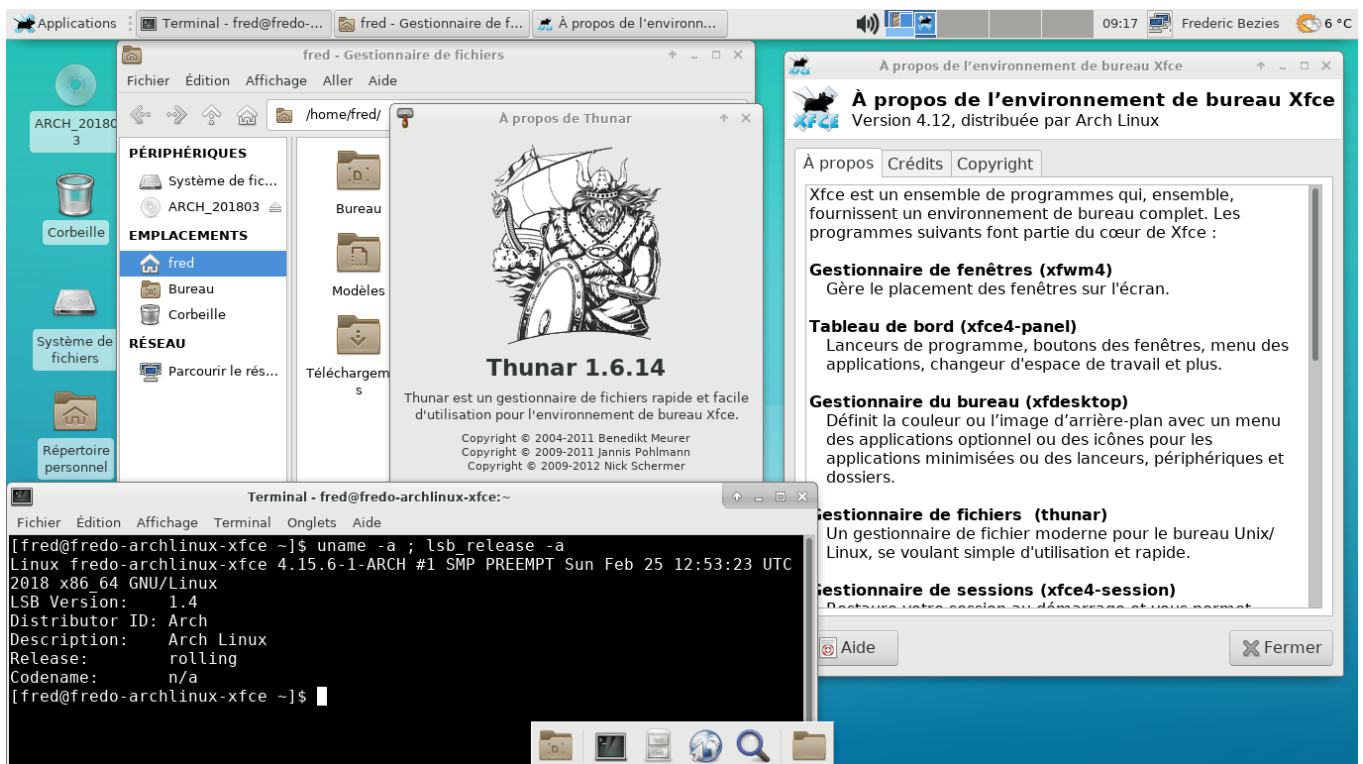 Applications
Terminal - fred@fredo-...
fred - Gestionnaire de f...
À propos de l’environn...
09:17
Frederic Bezies
6 °C
ARCH_20180
3
Corbeille
Système de
fichiers
Répertoire
personnel
fred - Gestionnaire de fichiers
Fichier Édition Affichage Aller Aide
/home/fred/
PÉRIPHÉRIQUES
Système de fic...
ARCH_201803
EMPLACEMENTS
fred
Bureau
Corbeille
RÉSEAU
Parcourir le rés...
Bureau
Modèles
Téléchargem
s
À propos de Thunar
Thunar 1.6.14
Thunar est un gestionnaire de fichiers rapide et facile
d'utilisation pour l'environnement de bureau Xfce.
Copyright © 2004-2011 Benedikt Meurer
Copyright © 2009-2011 Jannis Pohlmann
Copyright © 2009-2012 Nick Schermer
À propos de l’environnement de bureau Xfce
XFCE
À propos de l’environnement de bureau Xfce
Version 4.12, distribuée par Arch Linux
À propos Crédits Copyright
Xfce est un ensemble de programmes qui, ensemble,
fournissent un environnement de bureau complet. Les
programmes suivants font partie du cœur de Xfce :
Gestionnaire de fenêtres (xfwm4)
Gère le placement des fenêtres sur l'écran.
Tableau de bord (xfce4-panel)
Lanceurs de programme, boutons des fenêtres, menu des
applications, changeur d'espace de travail et plus.
Gestionnaire du bureau (xfdesktop)
Définit la couleur ou l’image d’arrière-plan avec un menu
des applications optionnel ou des icônes pour les
applications minimisées ou des lanceurs, périphériques et
dossiers.
Gestionnaire de fichiers (thunar)
Un gestionnaire de fichier moderne pour le bureau Unix/
Linux, se voulant simple d'utilisation et rapide.
Gestionnaire de sessions (xfce4-session)
Restaure votre session au démarrage et vous permet
Aide
Fermer
Terminal - fred@fredo-archlinux-xfce:~
Fichier Édition Affichage Terminal Onglets Aide
[fred@fredo-archlinux-xfce ~]$ uname -a ; lsb_release -a
Linux fredo-archlinux-xfce 4.15.6-1-ARCH #1 SMP PREEMPT Sun Feb 25 12:53:23 UTC
2018 x86_64 GNU/Linux
LSB Version: 1.4
Distributor ID: Arch
Description: Arch Linux
Release: rolling
Codename: n/a
[fred@fredo-archlinux-xfce ~]$